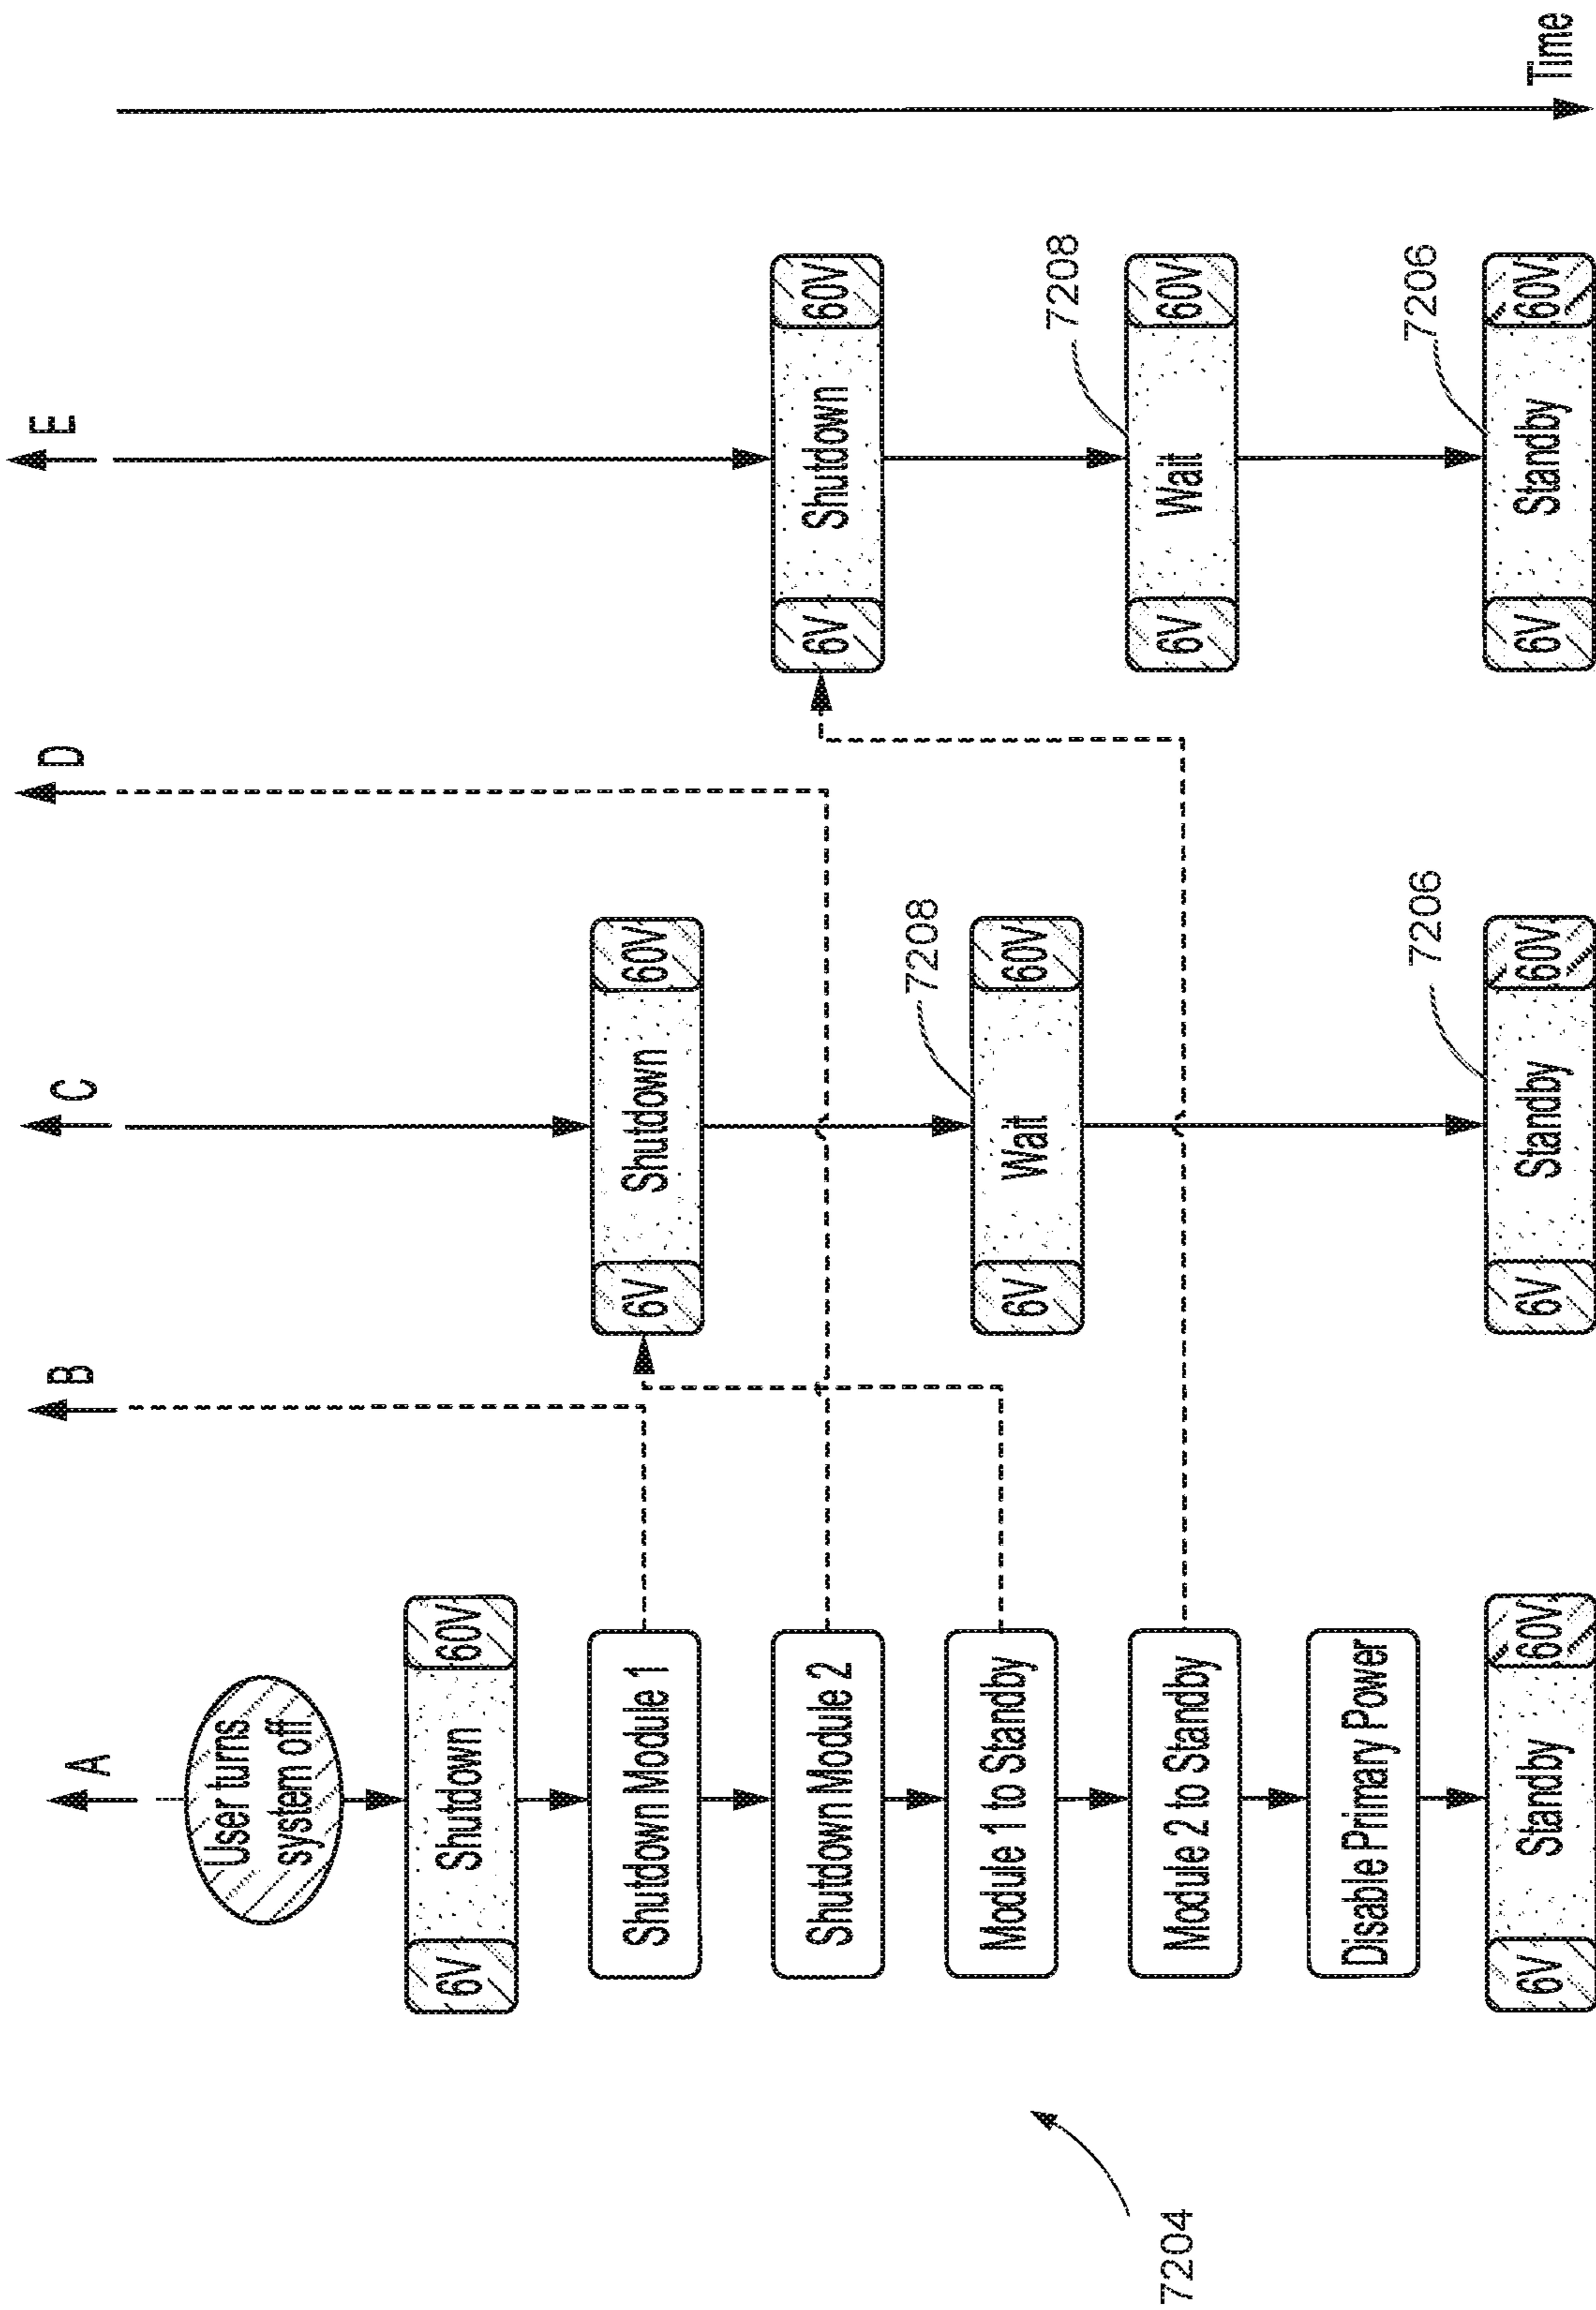 A
B
C
D
E
User turns
system off
6V
Shutdown
60V
Shutdown Module 1
6V
Shutdown
60V
Shutdown Module 2
6V
Shutdown
60V
Module 1 to Standby
7208
6V
Wait
60V
Module 2 to Standby
7208
6V
Wait
60V
Disable Primary Power
6V
Standby
60V
7206
6V
Standby
60V
7206
6V
Standby
60V
Time
7204